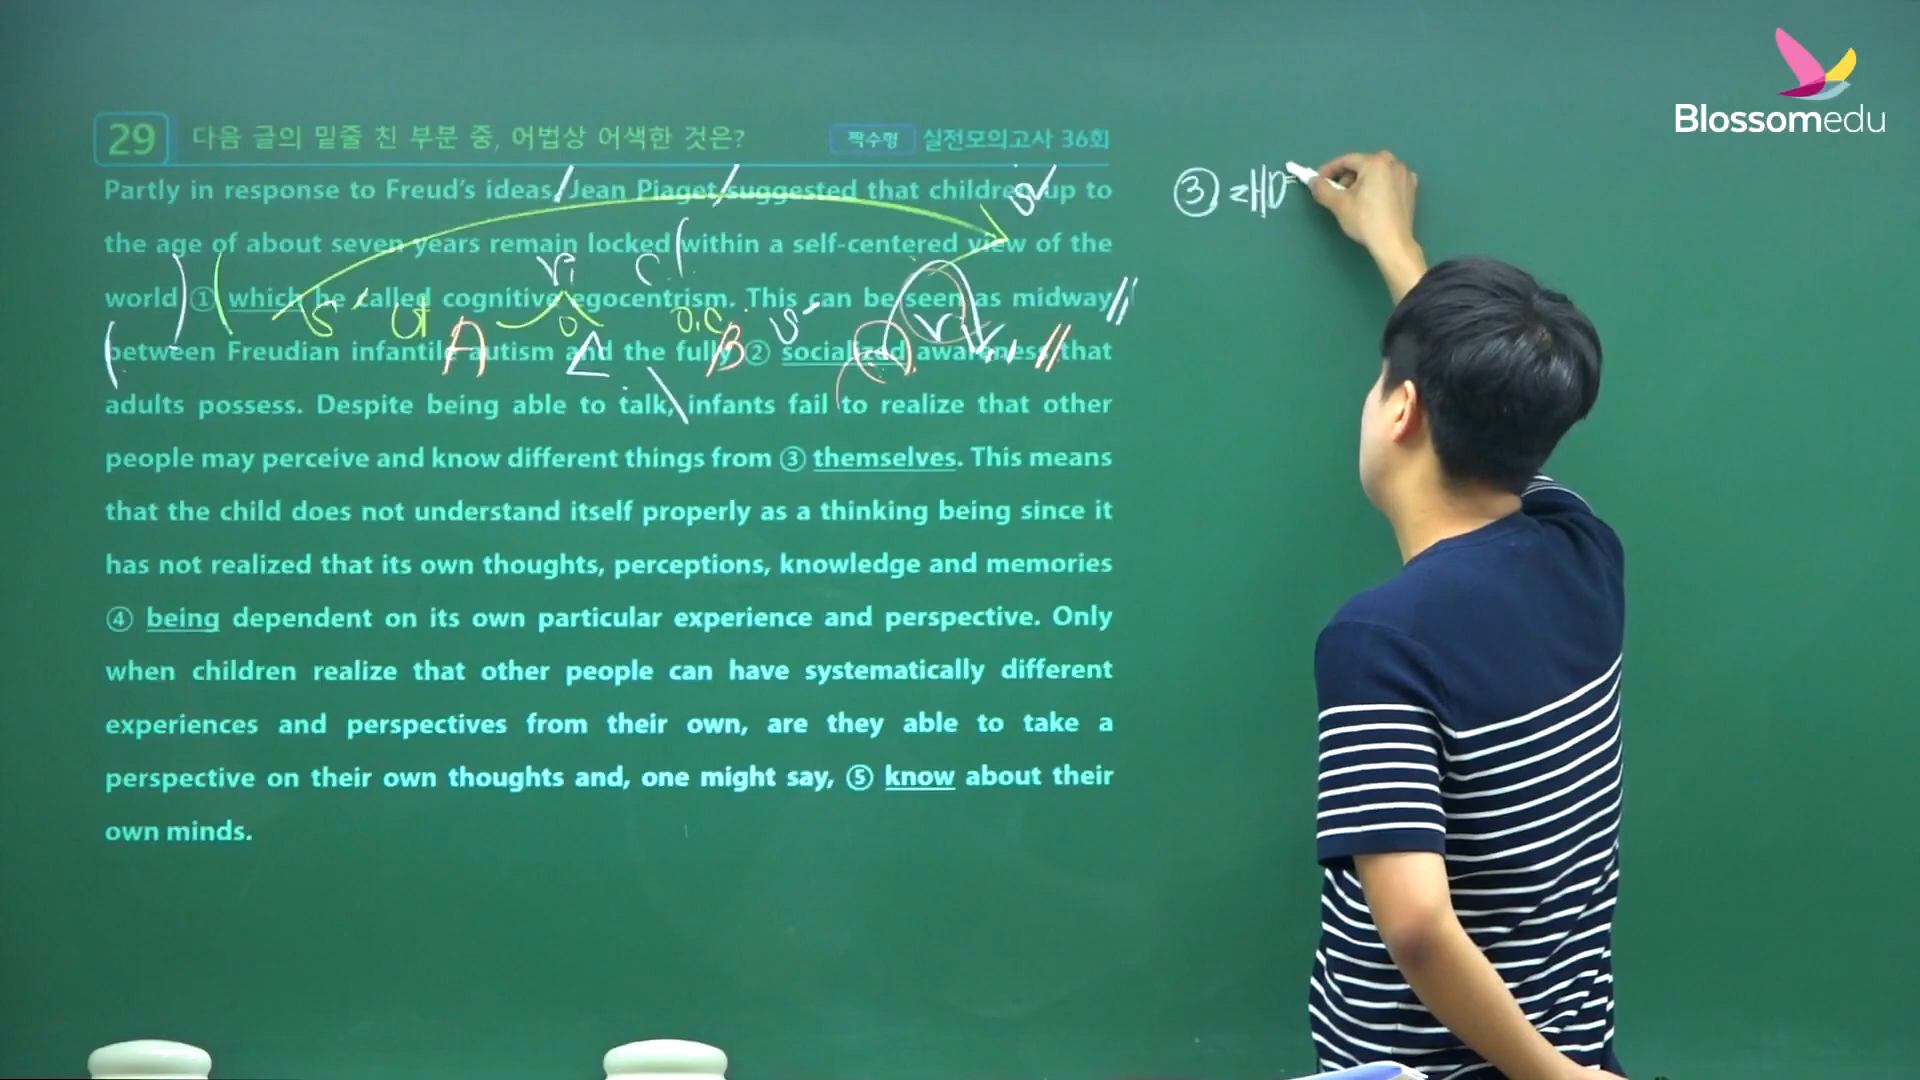 Blossomedu
29 다음 글의 밑줄 친 부분 중, 어법상 어색한 것은? 짝수형 실전모의고사 36회
Partly in response to Freud's ideas, Jean Piaget suggested that children up to
the age of about seven years remain locked within a self-centered view of the
world ① which he called cognitive egocentrism. This can be seen as midway
between Freudian infantile autism and the fully ② socialized awareness that
adults possess. Despite being able to talk, infants fail to realize that other
people may perceive and know different things from ③ themselves. This means
that the child does not understand itself properly as a thinking being since it
has not realized that its own thoughts, perceptions, knowledge and memories
④ being dependent on its own particular experience and perspective. Only
when children realize that other people can have systematically different
experiences and perspectives from their own, are they able to take a
perspective on their own thoughts and, one might say, ⑤ know about their
own minds.
A
B
③